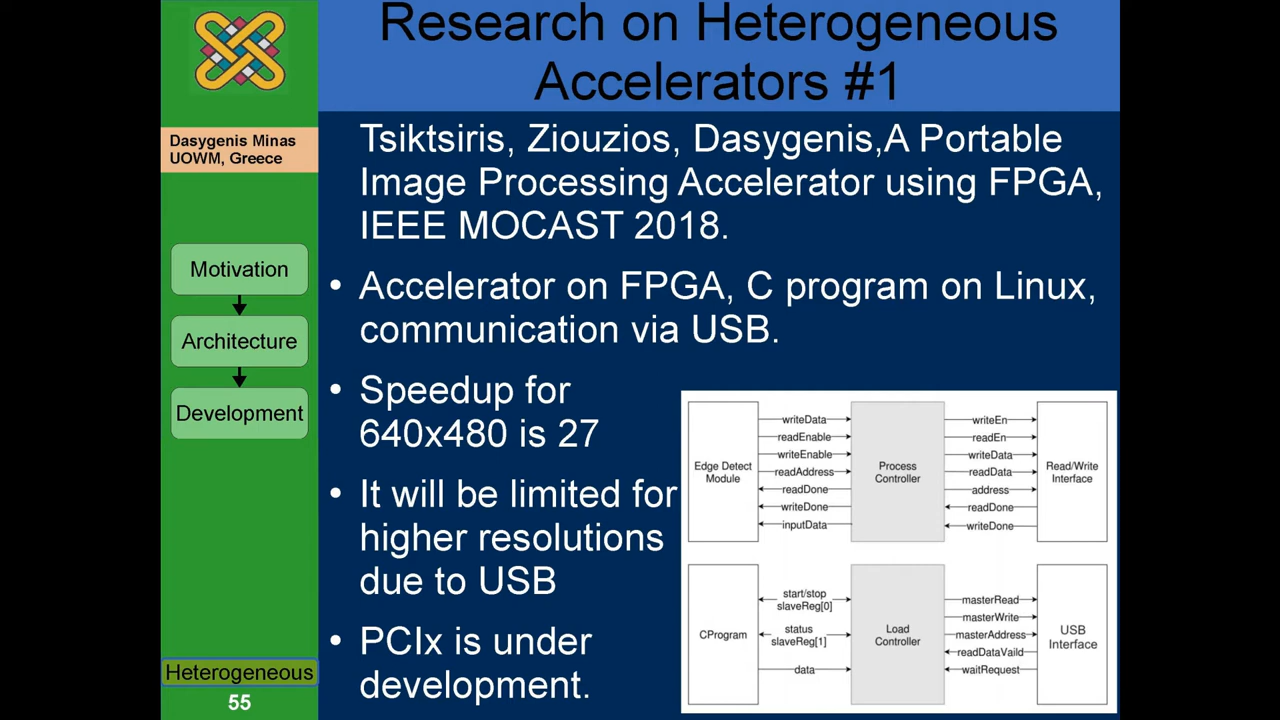 Research on Heterogeneous
Accelerators #1
Dasygenis Minas
UOWM, Greece
Motivation
Architecture
Development
Heterogeneous
55
Tsiktsiris, Ziouzios, Dasygenis,A Portable
Image Processing Accelerator using FPGA,
IEEE MOCAST 2018.
• Accelerator on FPGA, C program on Linux,
communication via USB.
• Speedup for
640x480 is 27
• It will be limited for
higher resolutions
due to USB
• PCIx is under
development.
Edge Detect
Module
writeData
readEnable
writeEnable
readAddress
readDone
writeDone
inputData
Process
Controller
writeEn
readEn
writeData
readData
address
readDone
writeDone
Read/Write
Interface
CProgram
start/stop
slaveReg[0]
status
slaveReg[1]
data
Load
Controller
masterRead
masterWrite
masterAddress
readDataVaild
waitRequest
USB
Interface